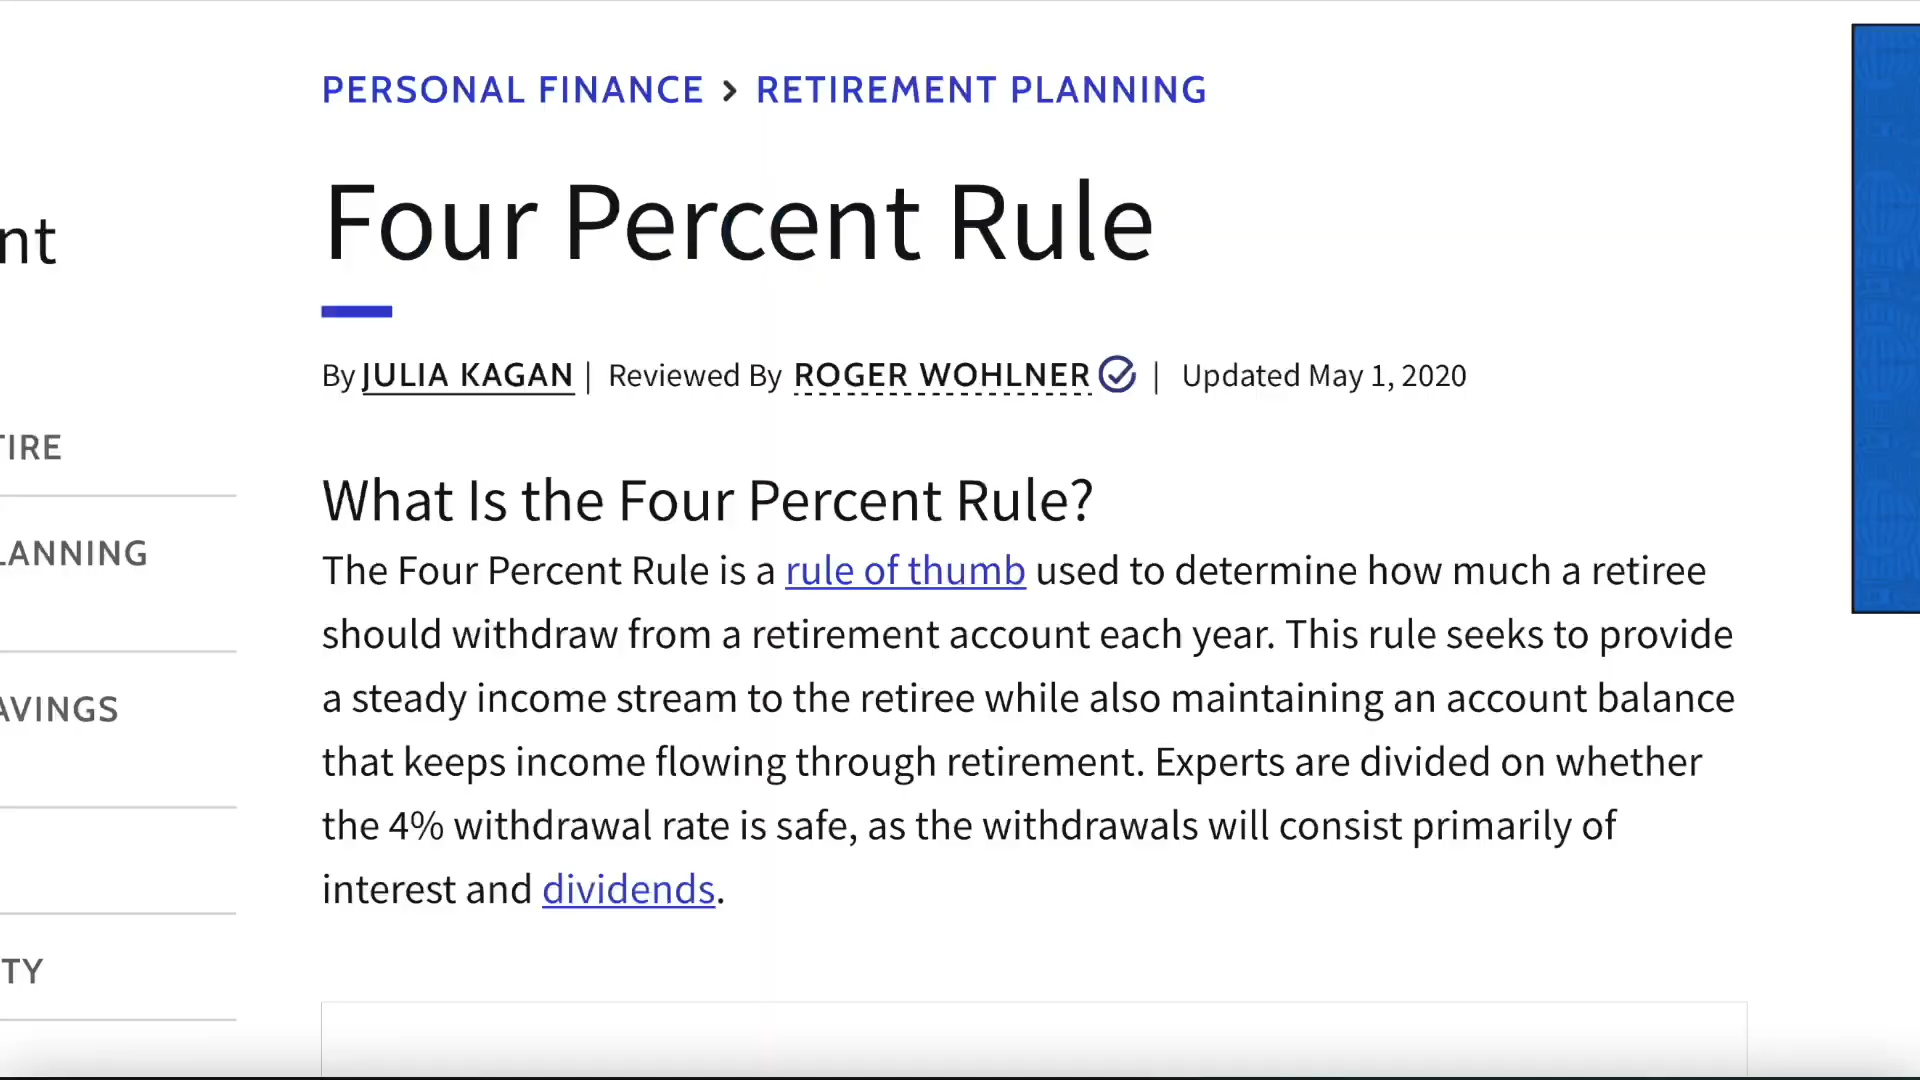 PERSONAL FINANCE > RETIREMENT PLANNING
Four Percent Rule
nt
By JULIA KAGAN | Reviewed By ROGER WOHLNER | Updated May 1, 2020
TIRE
What Is the Four Percent Rule?
LANNING
The Four Percent Rule is a rule of thumb used to determine how much a retiree
should withdraw from a retirement account each year. This rule seeks to provide
a steady income stream to the retiree while also maintaining an account balance
AVINGS
that keeps income flowing through retirement. Experts are divided on whether
the 4% withdrawal rate is safe, as the withdrawals will consist primarily of
interest and dividends.
TY